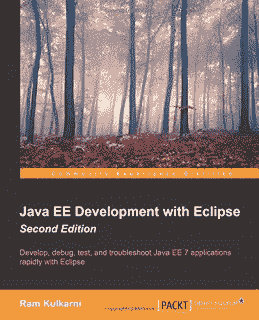 Community Experience Distilled
Java EE Development with Eclipse
Second Edition
Develop, debug, test, and troubleshoot Java EE 7 applications
rapidly with Eclipse
Ram Kulkarni
PACKT